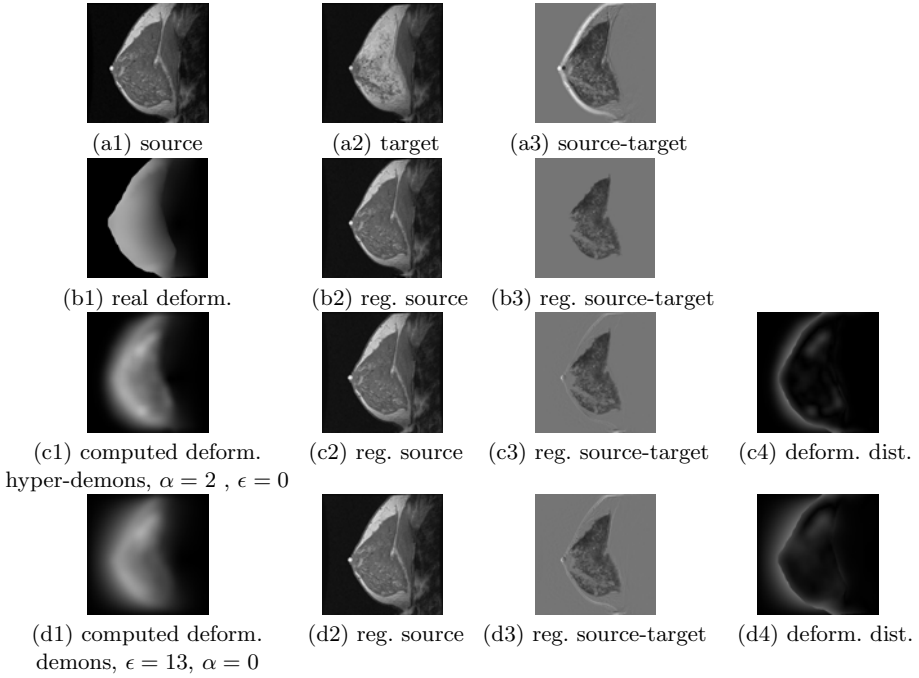 (a1) source (a2) target (a3) source-target
(b1) real deform. (b2) reg. source (b3) reg. source-target
(c1) computed deform. (c2) reg. source (c3) reg. source-target (c4) deform. dist.
hyper-demons, α = 2 , ϵ = 0
(d1) computed deform. (d2) reg. source (d3) reg. source-target (d4) deform. dist.
demons, ϵ = 13, α = 0